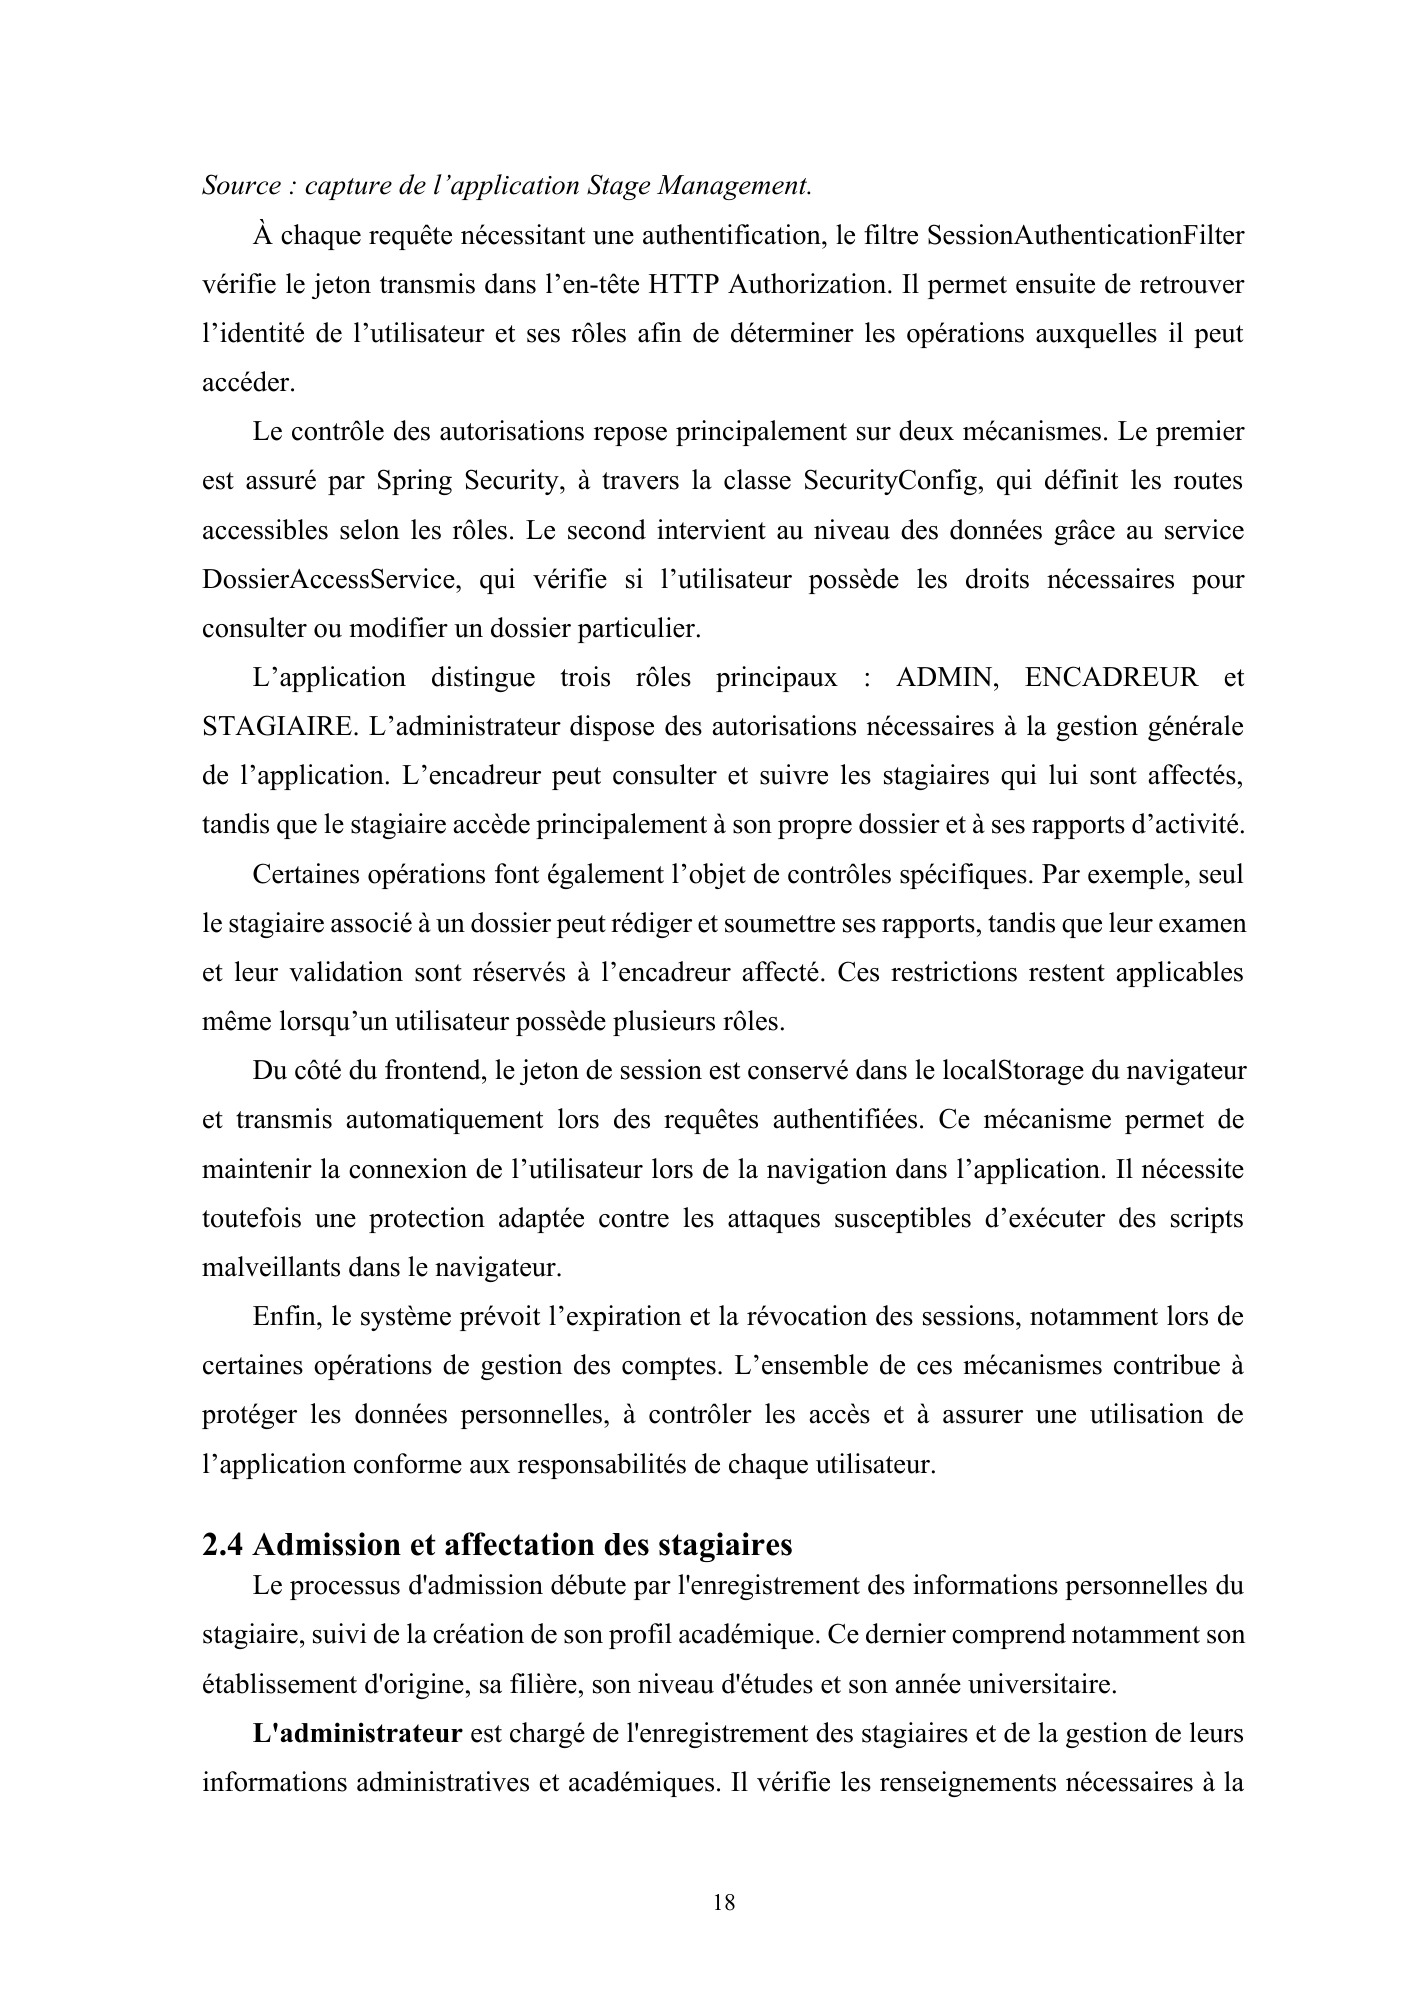 Source : capture de l’application Stage Management.
À chaque requête nécessitant une authentification, le filtre SessionAuthenticationFilter
vérifie le jeton transmis dans l’en-tête HTTP Authorization. Il permet ensuite de retrouver
l’identité de l’utilisateur et ses rôles afin de déterminer les opérations auxquelles il peut
accéder.
Le contrôle des autorisations repose principalement sur deux mécanismes. Le premier
est assuré par Spring Security, à travers la classe SecurityConfig, qui définit les routes
accessibles selon les rôles. Le second intervient au niveau des données grâce au service
DossierAccessService, qui vérifie si l’utilisateur possède les droits nécessaires pour
consulter ou modifier un dossier particulier.
L’application distingue trois rôles principaux : ADMIN, ENCADREUR et
STAGIAIRE. L’administrateur dispose des autorisations nécessaires à la gestion générale
de l’application. L’encadreur peut consulter et suivre les stagiaires qui lui sont affectés,
tandis que le stagiaire accède principalement à son propre dossier et à ses rapports d’activité.
Certaines opérations font également l’objet de contrôles spécifiques. Par exemple, seul
le stagiaire associé à un dossier peut rédiger et soumettre ses rapports, tandis que leur examen
et leur validation sont réservés à l’encadreur affecté. Ces restrictions restent applicables
même lorsqu’un utilisateur possède plusieurs rôles.
Du côté du frontend, le jeton de session est conservé dans le localStorage du navigateur
et transmis automatiquement lors des requêtes authentifiées. Ce mécanisme permet de
maintenir la connexion de l’utilisateur lors de la navigation dans l’application. Il nécessite
toutefois une protection adaptée contre les attaques susceptibles d’exécuter des scripts
malveillants dans le navigateur.
Enfin, le système prévoit l’expiration et la révocation des sessions, notamment lors de
certaines opérations de gestion des comptes. L’ensemble de ces mécanismes contribue à
protéger les données personnelles, à contrôler les accès et à assurer une utilisation de
l’application conforme aux responsabilités de chaque utilisateur.
2.4 Admission et affectation des stagiaires
Le processus d'admission débute par l'enregistrement des informations personnelles du
stagiaire, suivi de la création de son profil académique. Ce dernier comprend notamment son
établissement d'origine, sa filière, son niveau d'études et son année universitaire.
L'administrateur est chargé de l'enregistrement des stagiaires et de la gestion de leurs
informations administratives et académiques. Il vérifie les renseignements nécessaires à la
18